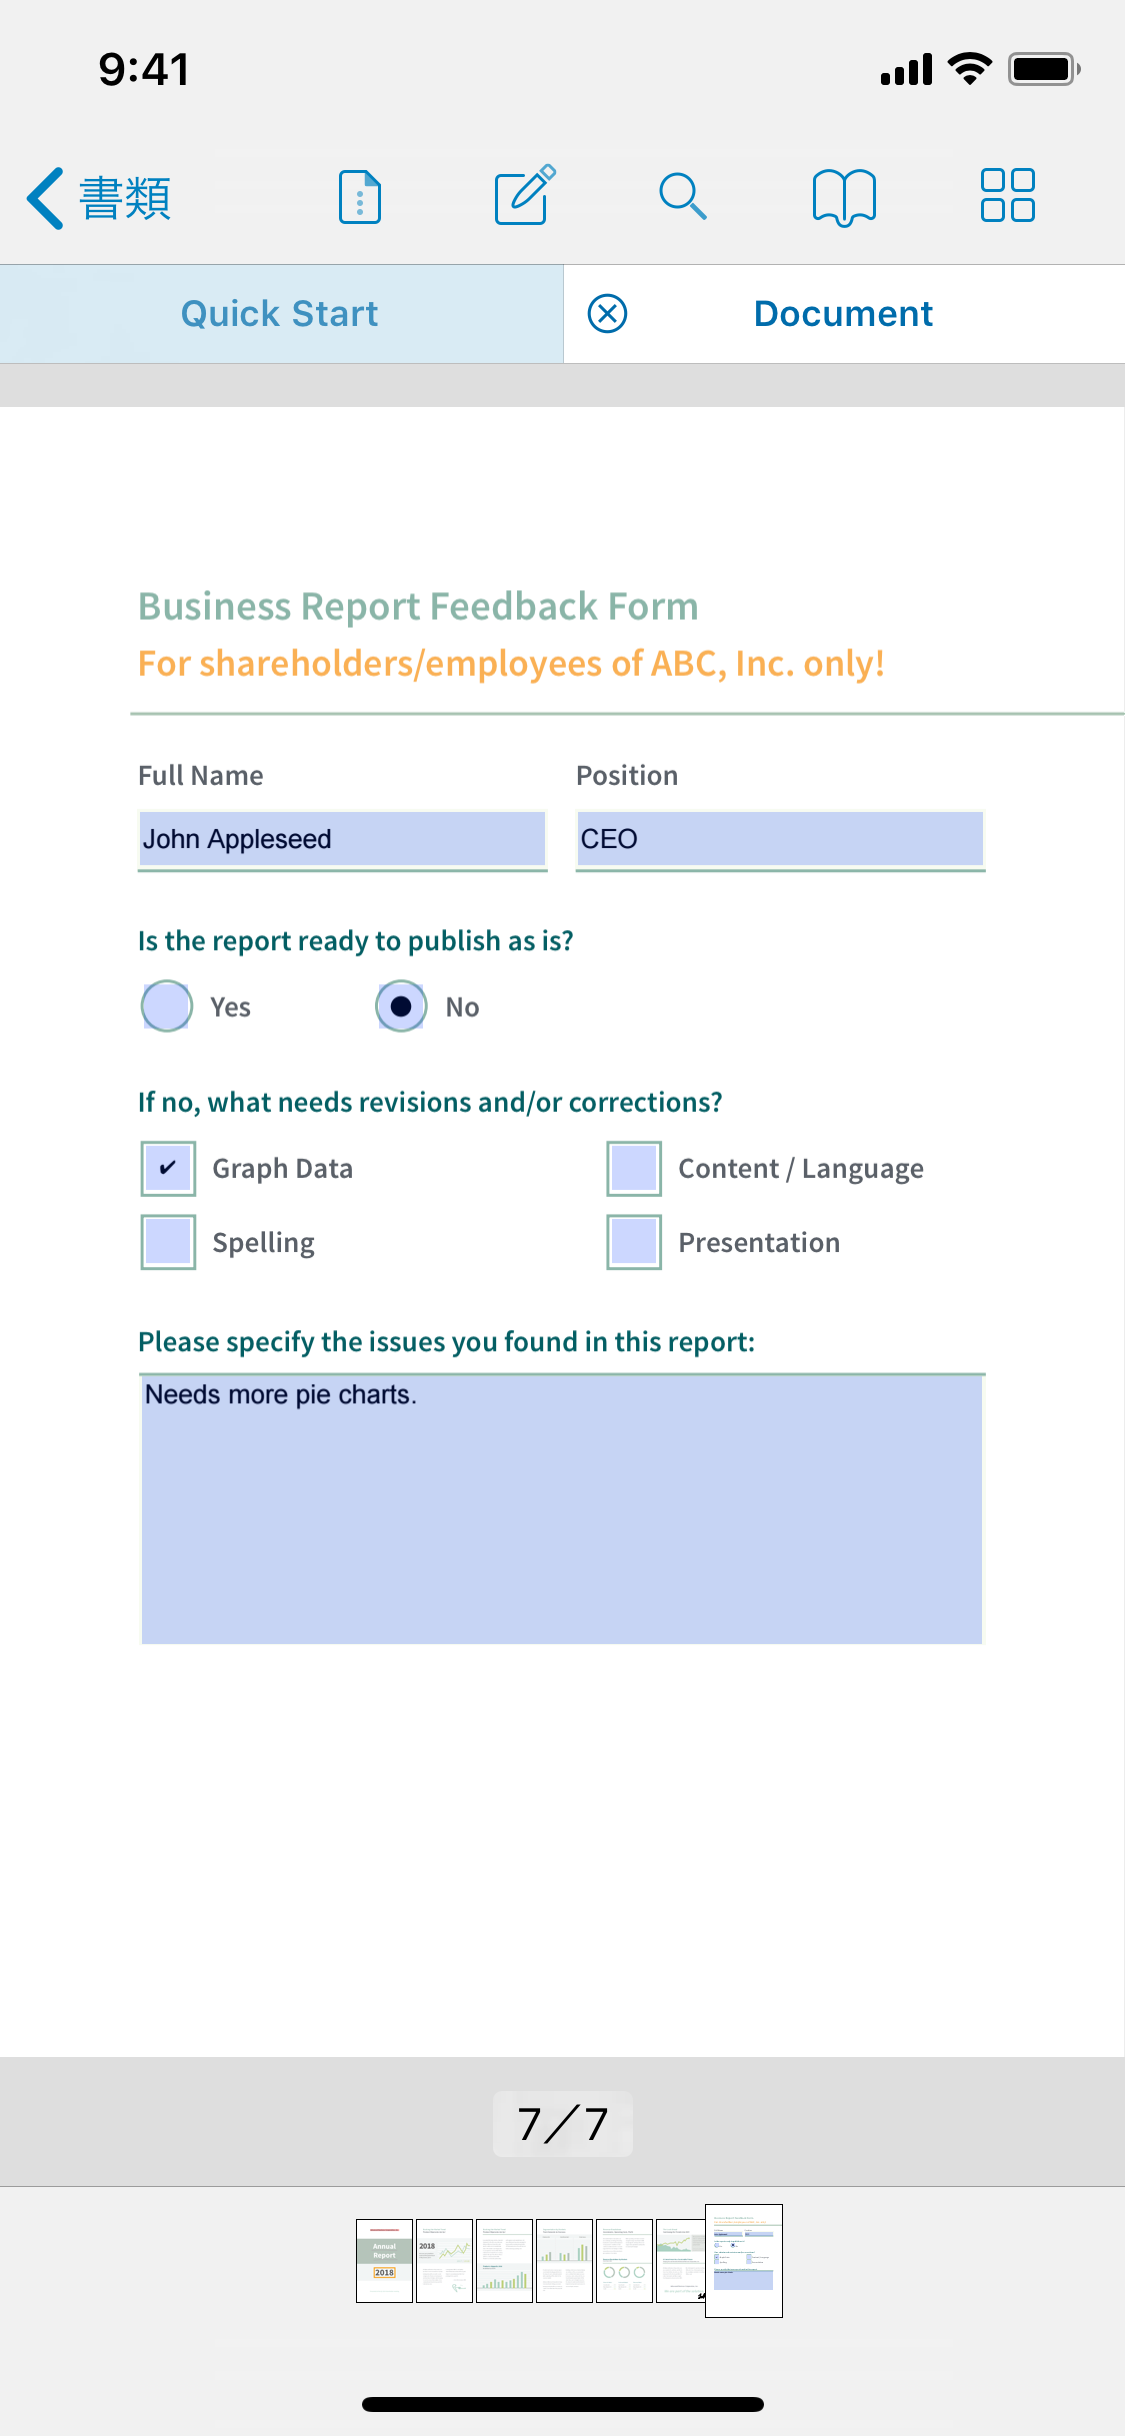 9:41
書類
Quick Start
Document
Business Report Feedback Form
For shareholders/employees of ABC, Inc. only!
Full Name
Position
John Appleseed
CEO
Is the report ready to publish as is?
Yes
No
If no, what needs revisions and/or corrections?
Graph Data
Content / Language
Spelling
Presentation
Please specify the issues you found in this report:
Needs more pie charts.
7/7
Annual
Report
2018
2018